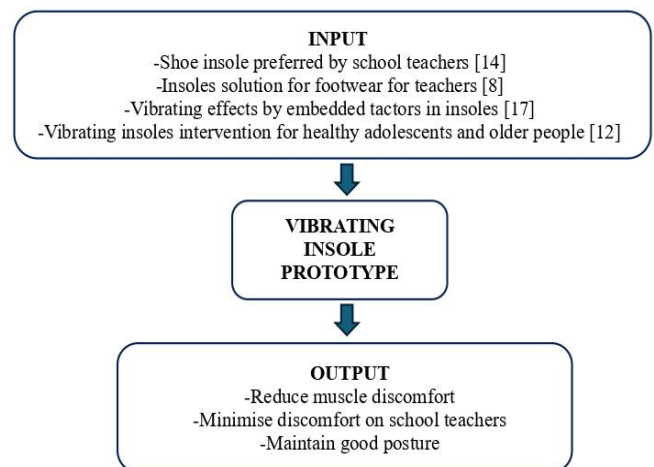 INPUT
-Shoe insole preferred by school teachers [14]
-Insoles solution for footwear for teachers [8]
-Vibrating effects by embedded tactors in insoles [17]
-Vibrating insoles intervention for healthy adolescents and older people [12]
VIBRATING
INSOLE
PROTOTYPE
OUTPUT
-Reduce muscle discomfort
-Minimise discomfort on school teachers
-Maintain good posture